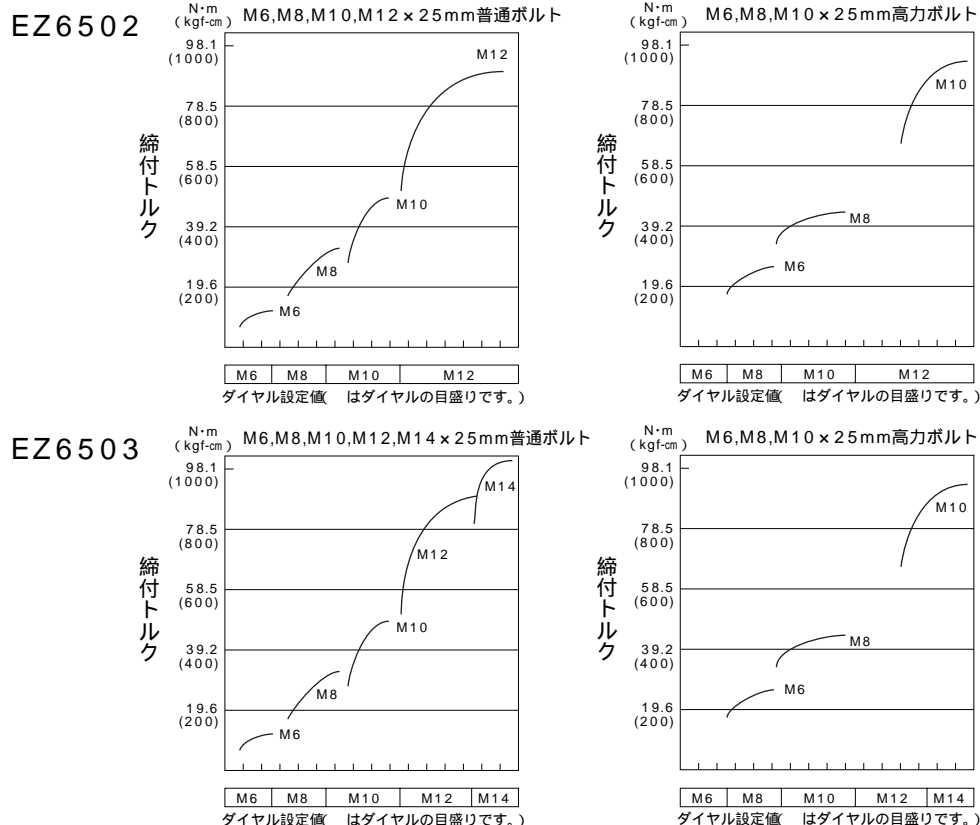 EZ6502
N・m
(kgf-cm)
M6,M8,M10,M12×25mm普通ボルト
98.1
(1000)
78.5
(800)
58.5
(600)
39.2
(400)
19.6
(200)
締付トルク
M12
M10
M8
M6
M6 M8 M10 M12
ダイヤル設定値( はダイヤルの目盛りです。)
N・m
(kgf-cm)
M6,M8,M10×25mm高力ボルト
98.1
(1000)
78.5
(800)
58.5
(600)
39.2
(400)
19.6
(200)
締付トルク
M10
M8
M6
M6 M8 M10 M12
ダイヤル設定値( はダイヤルの目盛りです。)
EZ6503
N・m
(kgf-cm)
M6,M8,M10,M12,M14×25mm普通ボルト
98.1
(1000)
78.5
(800)
58.5
(600)
39.2
(400)
19.6
(200)
締付トルク
M14
M12
M10
M8
M6
M6 M8 M10 M12 M14
ダイヤル設定値( はダイヤルの目盛りです。)
N・m
(kgf-cm)
M6,M8,M10×25mm高力ボルト
98.1
(1000)
78.5
(800)
58.5
(600)
39.2
(400)
19.6
(200)
締付トルク
M10
M8
M6
M6 M8 M10 M12 M14
ダイヤル設定値( はダイヤルの目盛りです。)